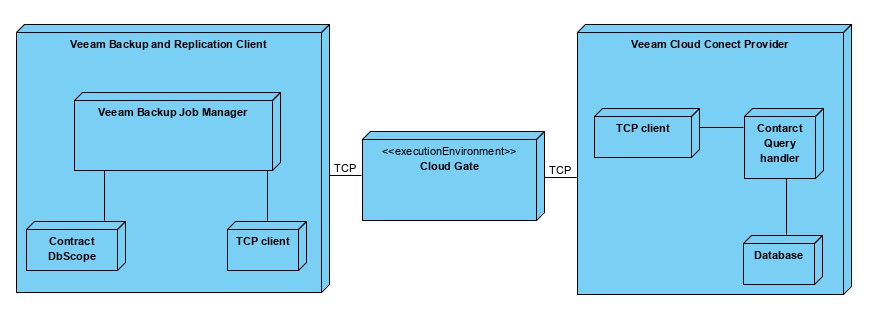 Veeam Backup and Replication Client
Veeam Backup Job Manager
Contract
DbScope
TCP client
TCP
<<executionEnvironment>>
Cloud Gate
TCP
Veeam Cloud Conect Provider
TCP client
Contarct
Query
handler
Database